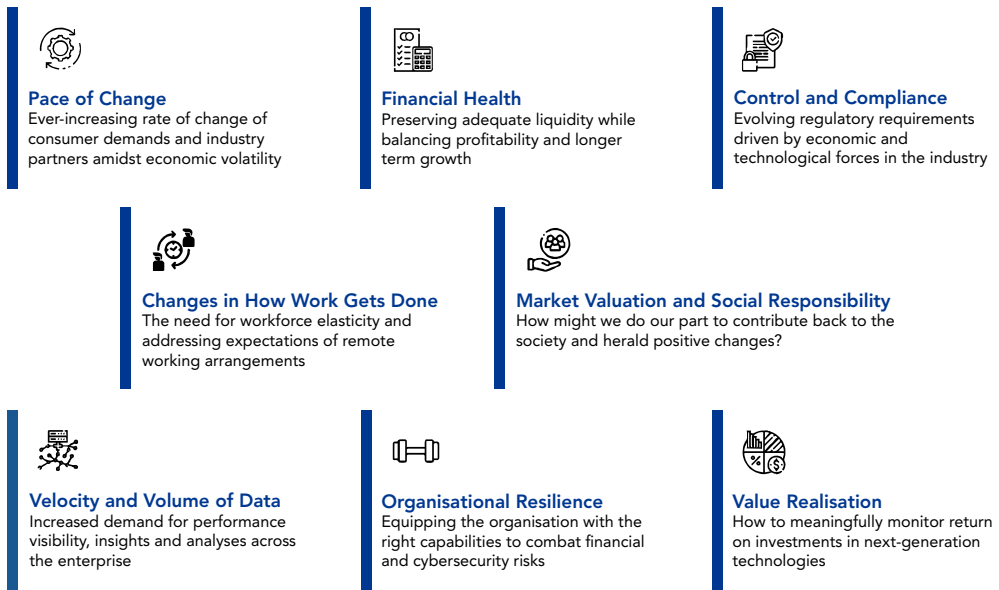 Pace of Change
Ever-increasing rate of change of
consumer demands and industry
partners amidst economic volatility
Financial Health
Preserving adequate liquidity while
balancing profitability and longer
term growth
Control and Compliance
Evolving regulatory requirements
driven by economic and
technological forces in the industry
Changes in How Work Gets Done
The need for workforce elasticity and
addressing expectations of remote
working arrangements
Market Valuation and Social Responsibility
How might we do our part to contribute back to the
society and herald positive changes?
Velocity and Volume of Data
Increased demand for performance
visibility, insights and analyses across
the enterprise
Organisational Resilience
Equipping the organisation with the
right capabilities to combat financial
and cybersecurity risks
%
$
Value Realisation
How to meaningfully monitor return
on investments in next-generation
technologies